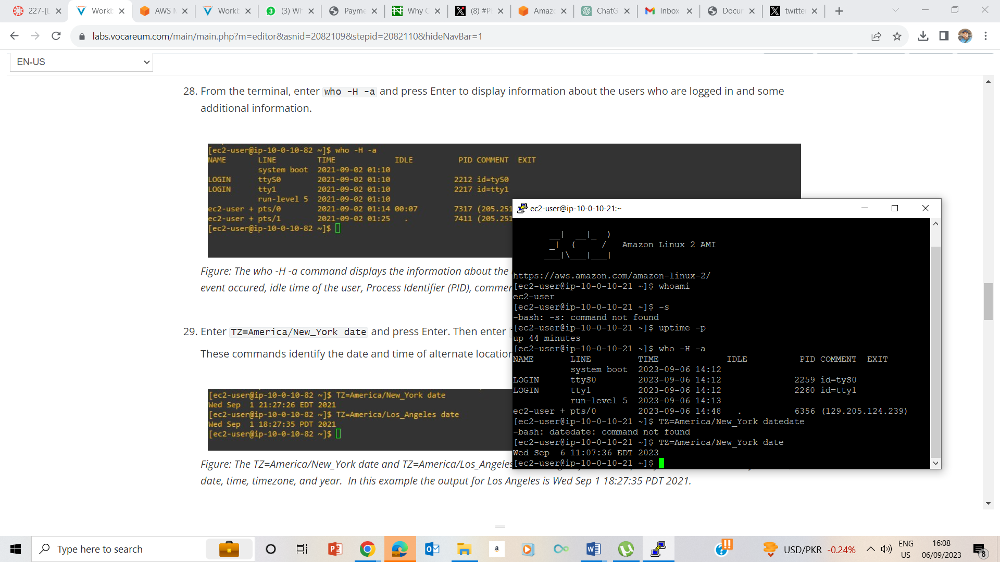 227-[L
Workb
AWS M
Workb
(3) Wh
Payme
Why C
(8) #Pl
Amazo
ChatG
Inbox
Docur
twitter
labs.vocareum.com/main/main.php?m=editor&asnid=2082109&stepid=2082110&hideNavBar=1
EN-US
28. From the terminal, enter who -H -a and press Enter to display information about the users who are logged in and some
additional information.
[ec2-user@ip-10-0-10-82 ~]$ who -H -a
NAME LINE TIME IDLE PID COMMENT EXIT
system boot 2021-09-02 01:10
LOGIN ttyS0 2021-09-02 01:10 2212 id=tyS0
LOGIN tty1 2021-09-02 01:10 2217 id=tty1
run-level 5 2021-09-02 01:10
ec2-user + pts/0 2021-09-02 01:14 00:07 7317 (205.251
ec2-user + pts/1 2021-09-02 01:25 . 7411 (205.251
[ec2-user@ip-10-0-10-82 ~]$
Figure: The who -H -a command displays the information about the
event occured, idle time of the user, Process Identifier (PID), commen
29. Enter TZ=America/New_York date and press Enter. Then enter
These commands identify the date and time of alternate location
[ec2-user@ip-10-0-10-82 ~]$ TZ=America/New_York date
Wed Sep 1 21:27:26 EDT 2021
[ec2-user@ip-10-0-10-82 ~]$ TZ=America/Los_Angeles date
Wed Sep 1 18:27:35 PDT 2021
[ec2-user@ip-10-0-10-82 ~]$
Figure: The TZ=America/New_York date and TZ=America/Los_Angeles
date, time, timezone, and year. In this example the output for Los Angeles is Wed Sep 1 18:27:35 PDT 2021.
ec2-user@ip-10-0-10-21:~
__| __|_ )
_| ( / Amazon Linux 2 AMI
___|\___|___|
https://aws.amazon.com/amazon-linux-2/
[ec2-user@ip-10-0-10-21 ~]$ whoami
ec2-user
[ec2-user@ip-10-0-10-21 ~]$ -s
-bash: -s: command not found
[ec2-user@ip-10-0-10-21 ~]$ uptime -p
up 44 minutes
[ec2-user@ip-10-0-10-21 ~]$ who -H -a
NAME LINE TIME IDLE PID COMMENT EXIT
system boot 2023-09-06 14:12
LOGIN ttyS0 2023-09-06 14:12 2259 id=tyS0
LOGIN tty1 2023-09-06 14:12 2260 id=tty1
run-level 5 2023-09-06 14:13
ec2-user + pts/0 2023-09-06 14:48 . 6356 (129.205.124.239)
[ec2-user@ip-10-0-10-21 ~]$ TZ=America/New_York datedate
-bash: datedate: command not found
[ec2-user@ip-10-0-10-21 ~]$ TZ=America/New_York date
Wed Sep 6 11:07:36 EDT 2023
[ec2-user@ip-10-0-10-21 ~]$
Type here to search
USD/PKR -0.24%
ENG
US
16:08
06/09/2023
8